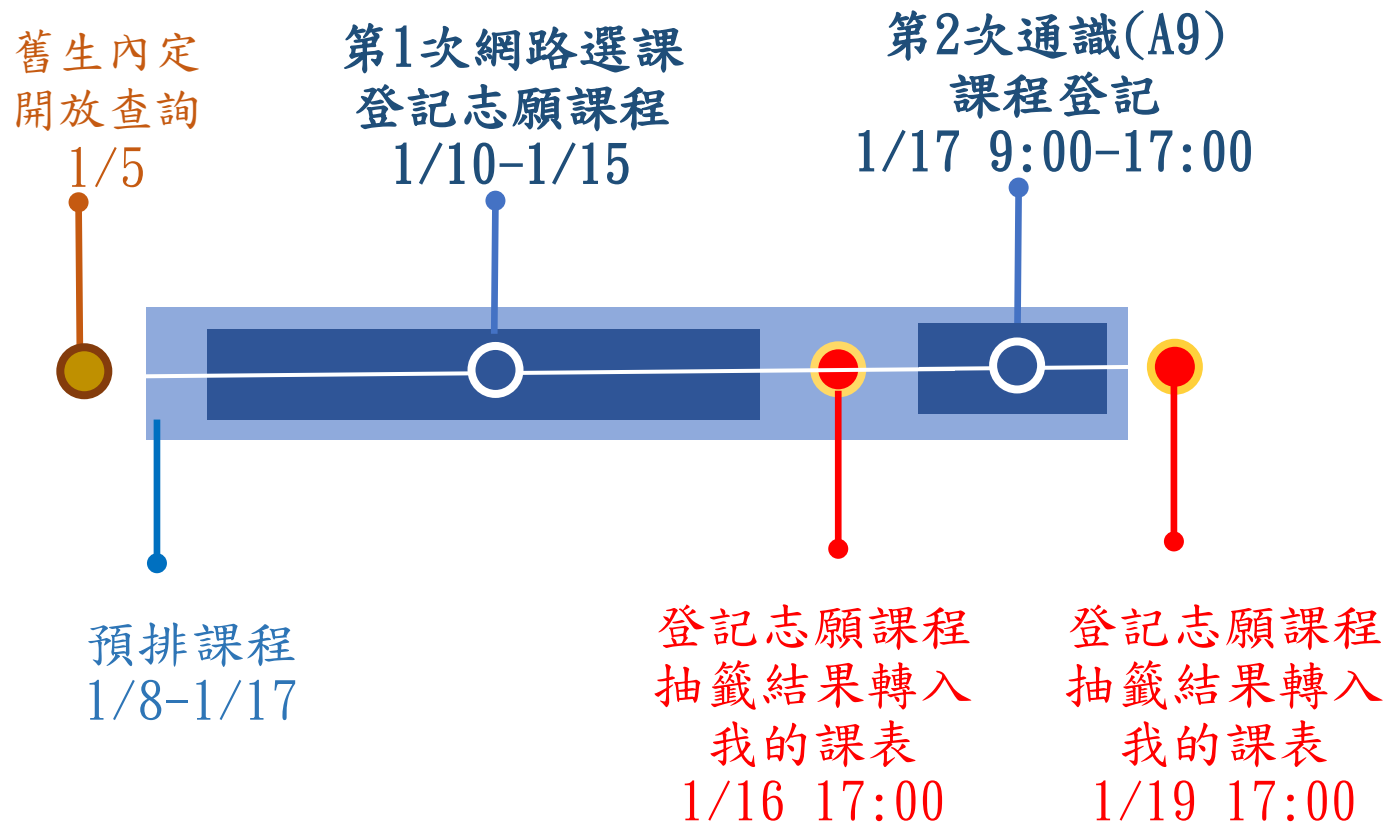 舊生內定
開放查詢
1/5
第1次網路選課
登記志願課程
1/10-1/15
第2次通識(A9)
課程登記
1/17 9:00-17:00
預排課程
1/8-1/17
登記志願課程
抽籤結果轉入
我的課表
1/16 17:00
登記志願課程
抽籤結果轉入
我的課表
1/19 17:00